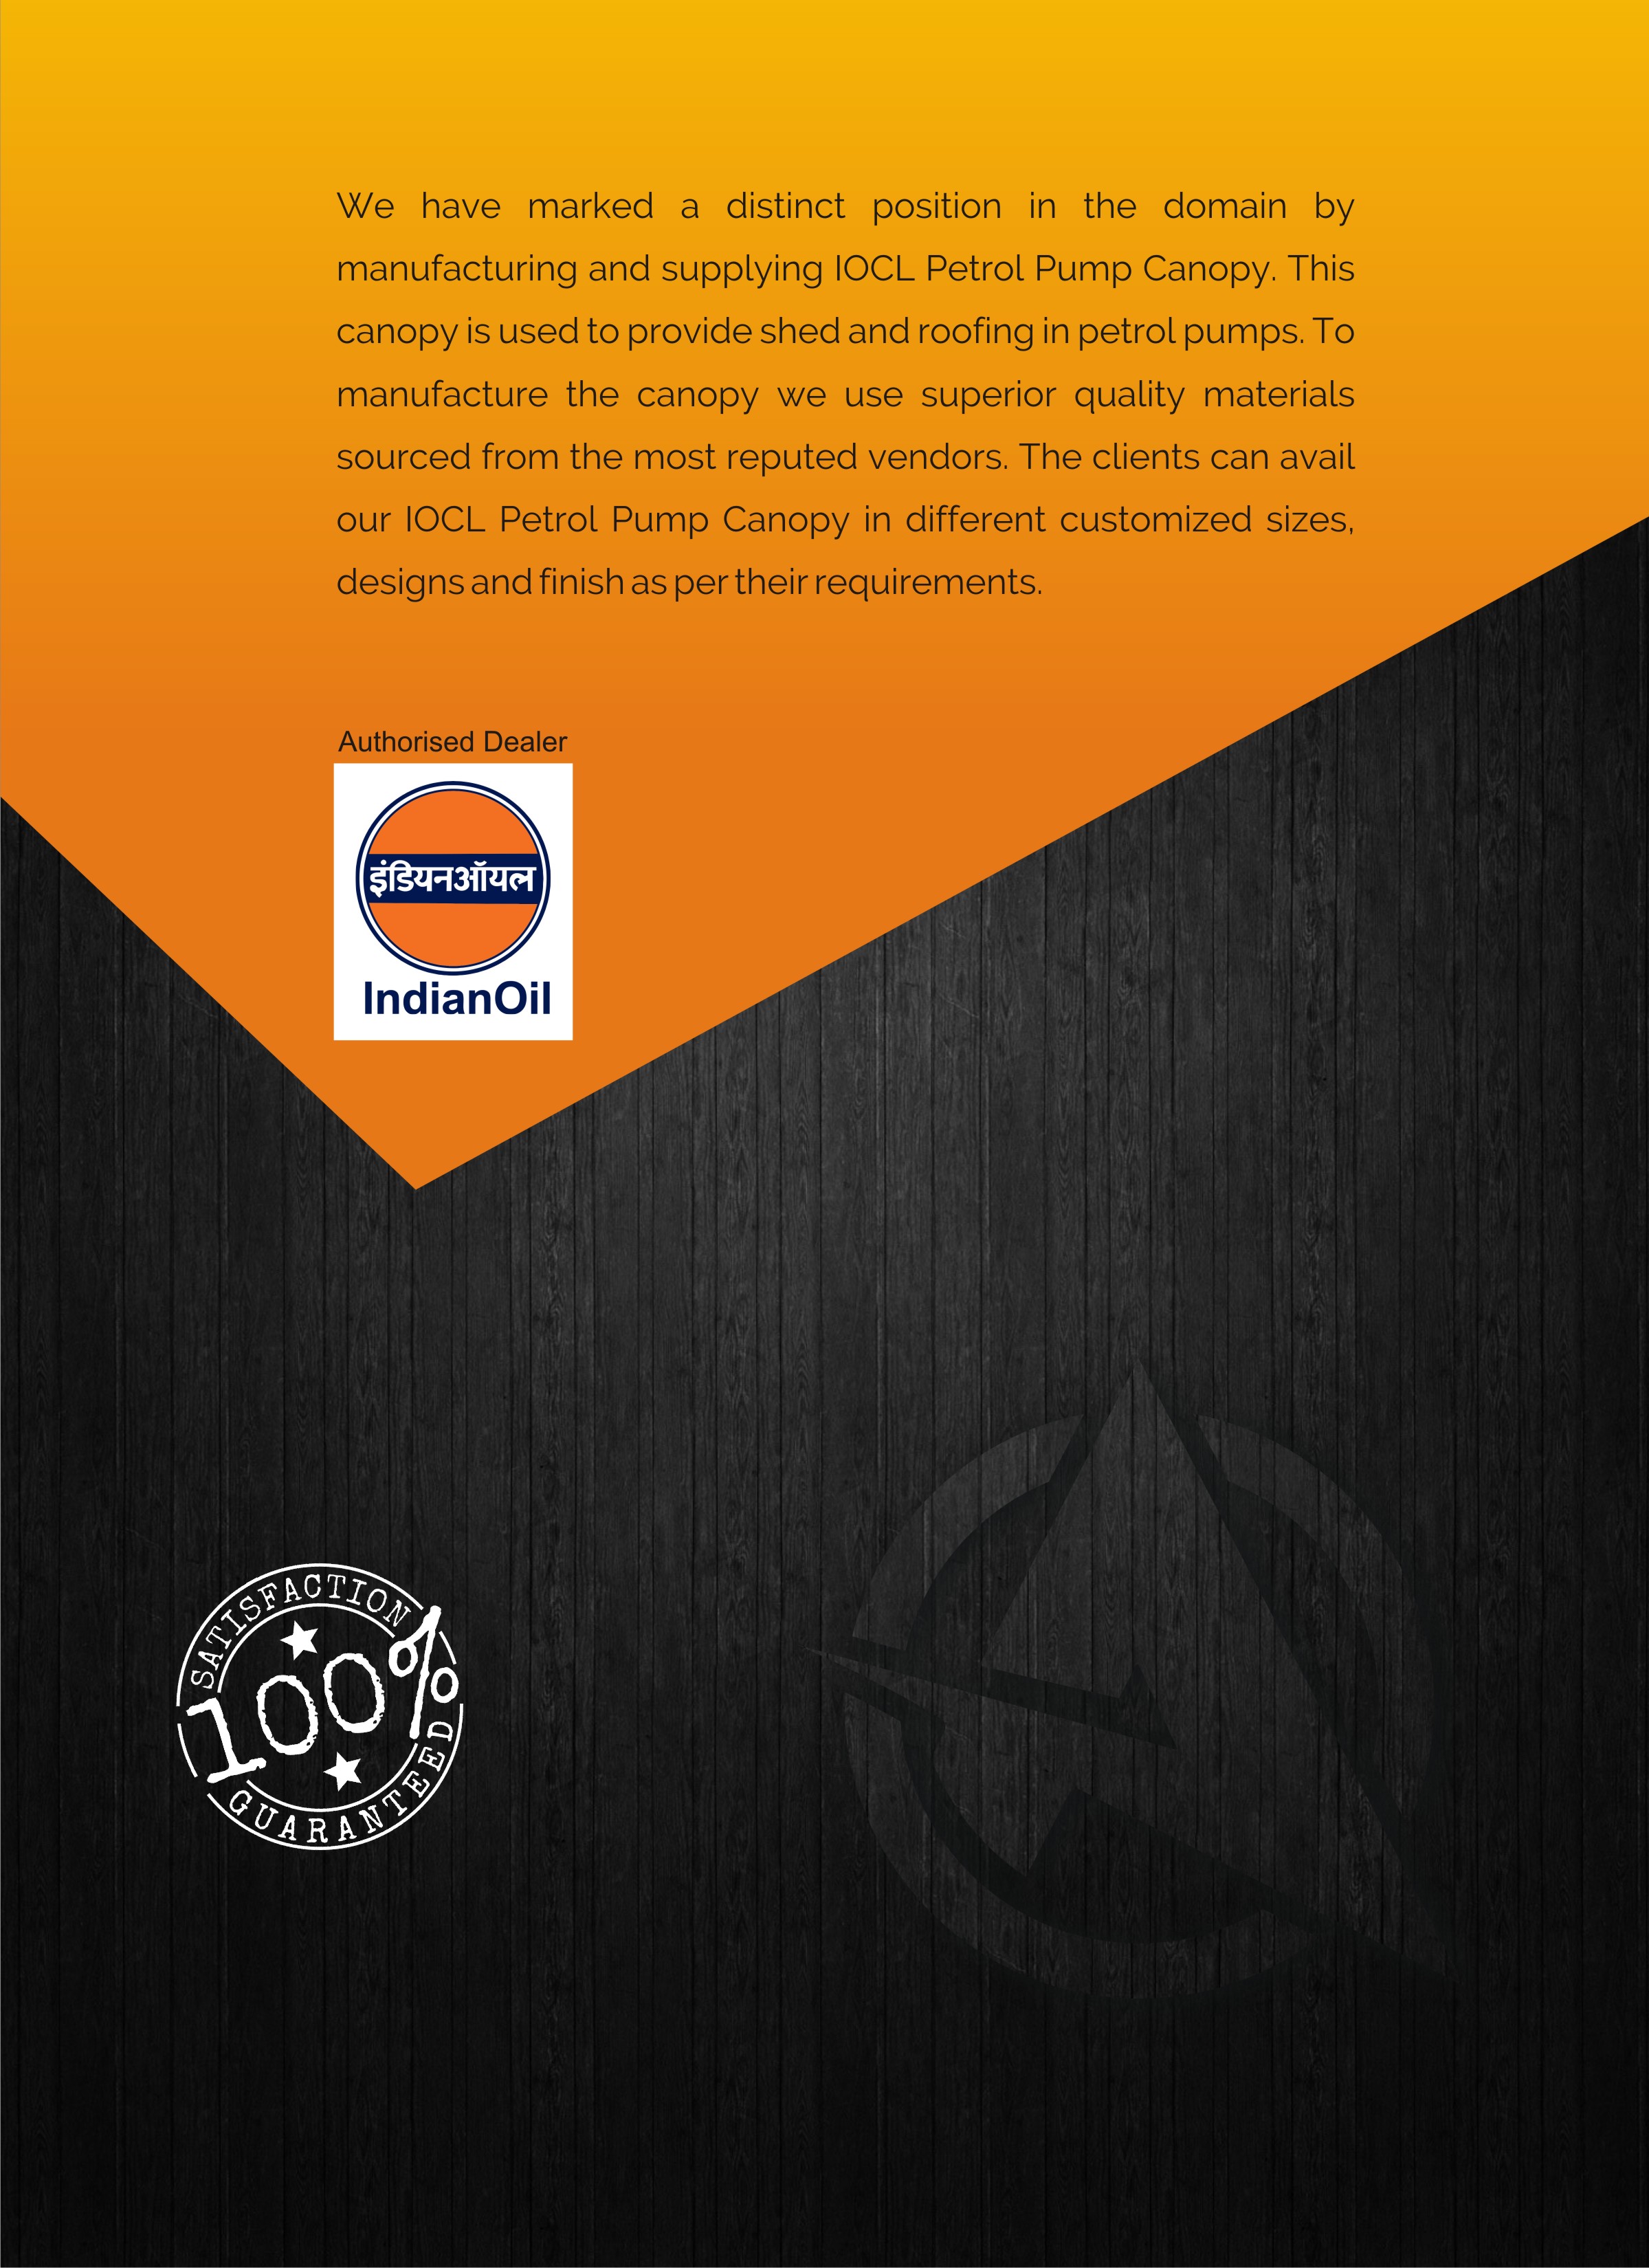 We have marked a distinct position in the domain by
manufacturing and supplying IOCL Petrol Pump Canopy. This
canopy is used to provide shed and roofing in petrol pumps. To
manufacture the canopy we use superior quality materials
sourced from the most reputed vendors. The clients can avail
our IOCL Petrol Pump Canopy in different customized sizes,
designs and finish as per their requirements.
Authorised Dealer
इंडियनऑयल
IndianOil
SATISFACTION
100%
GUARANTEED